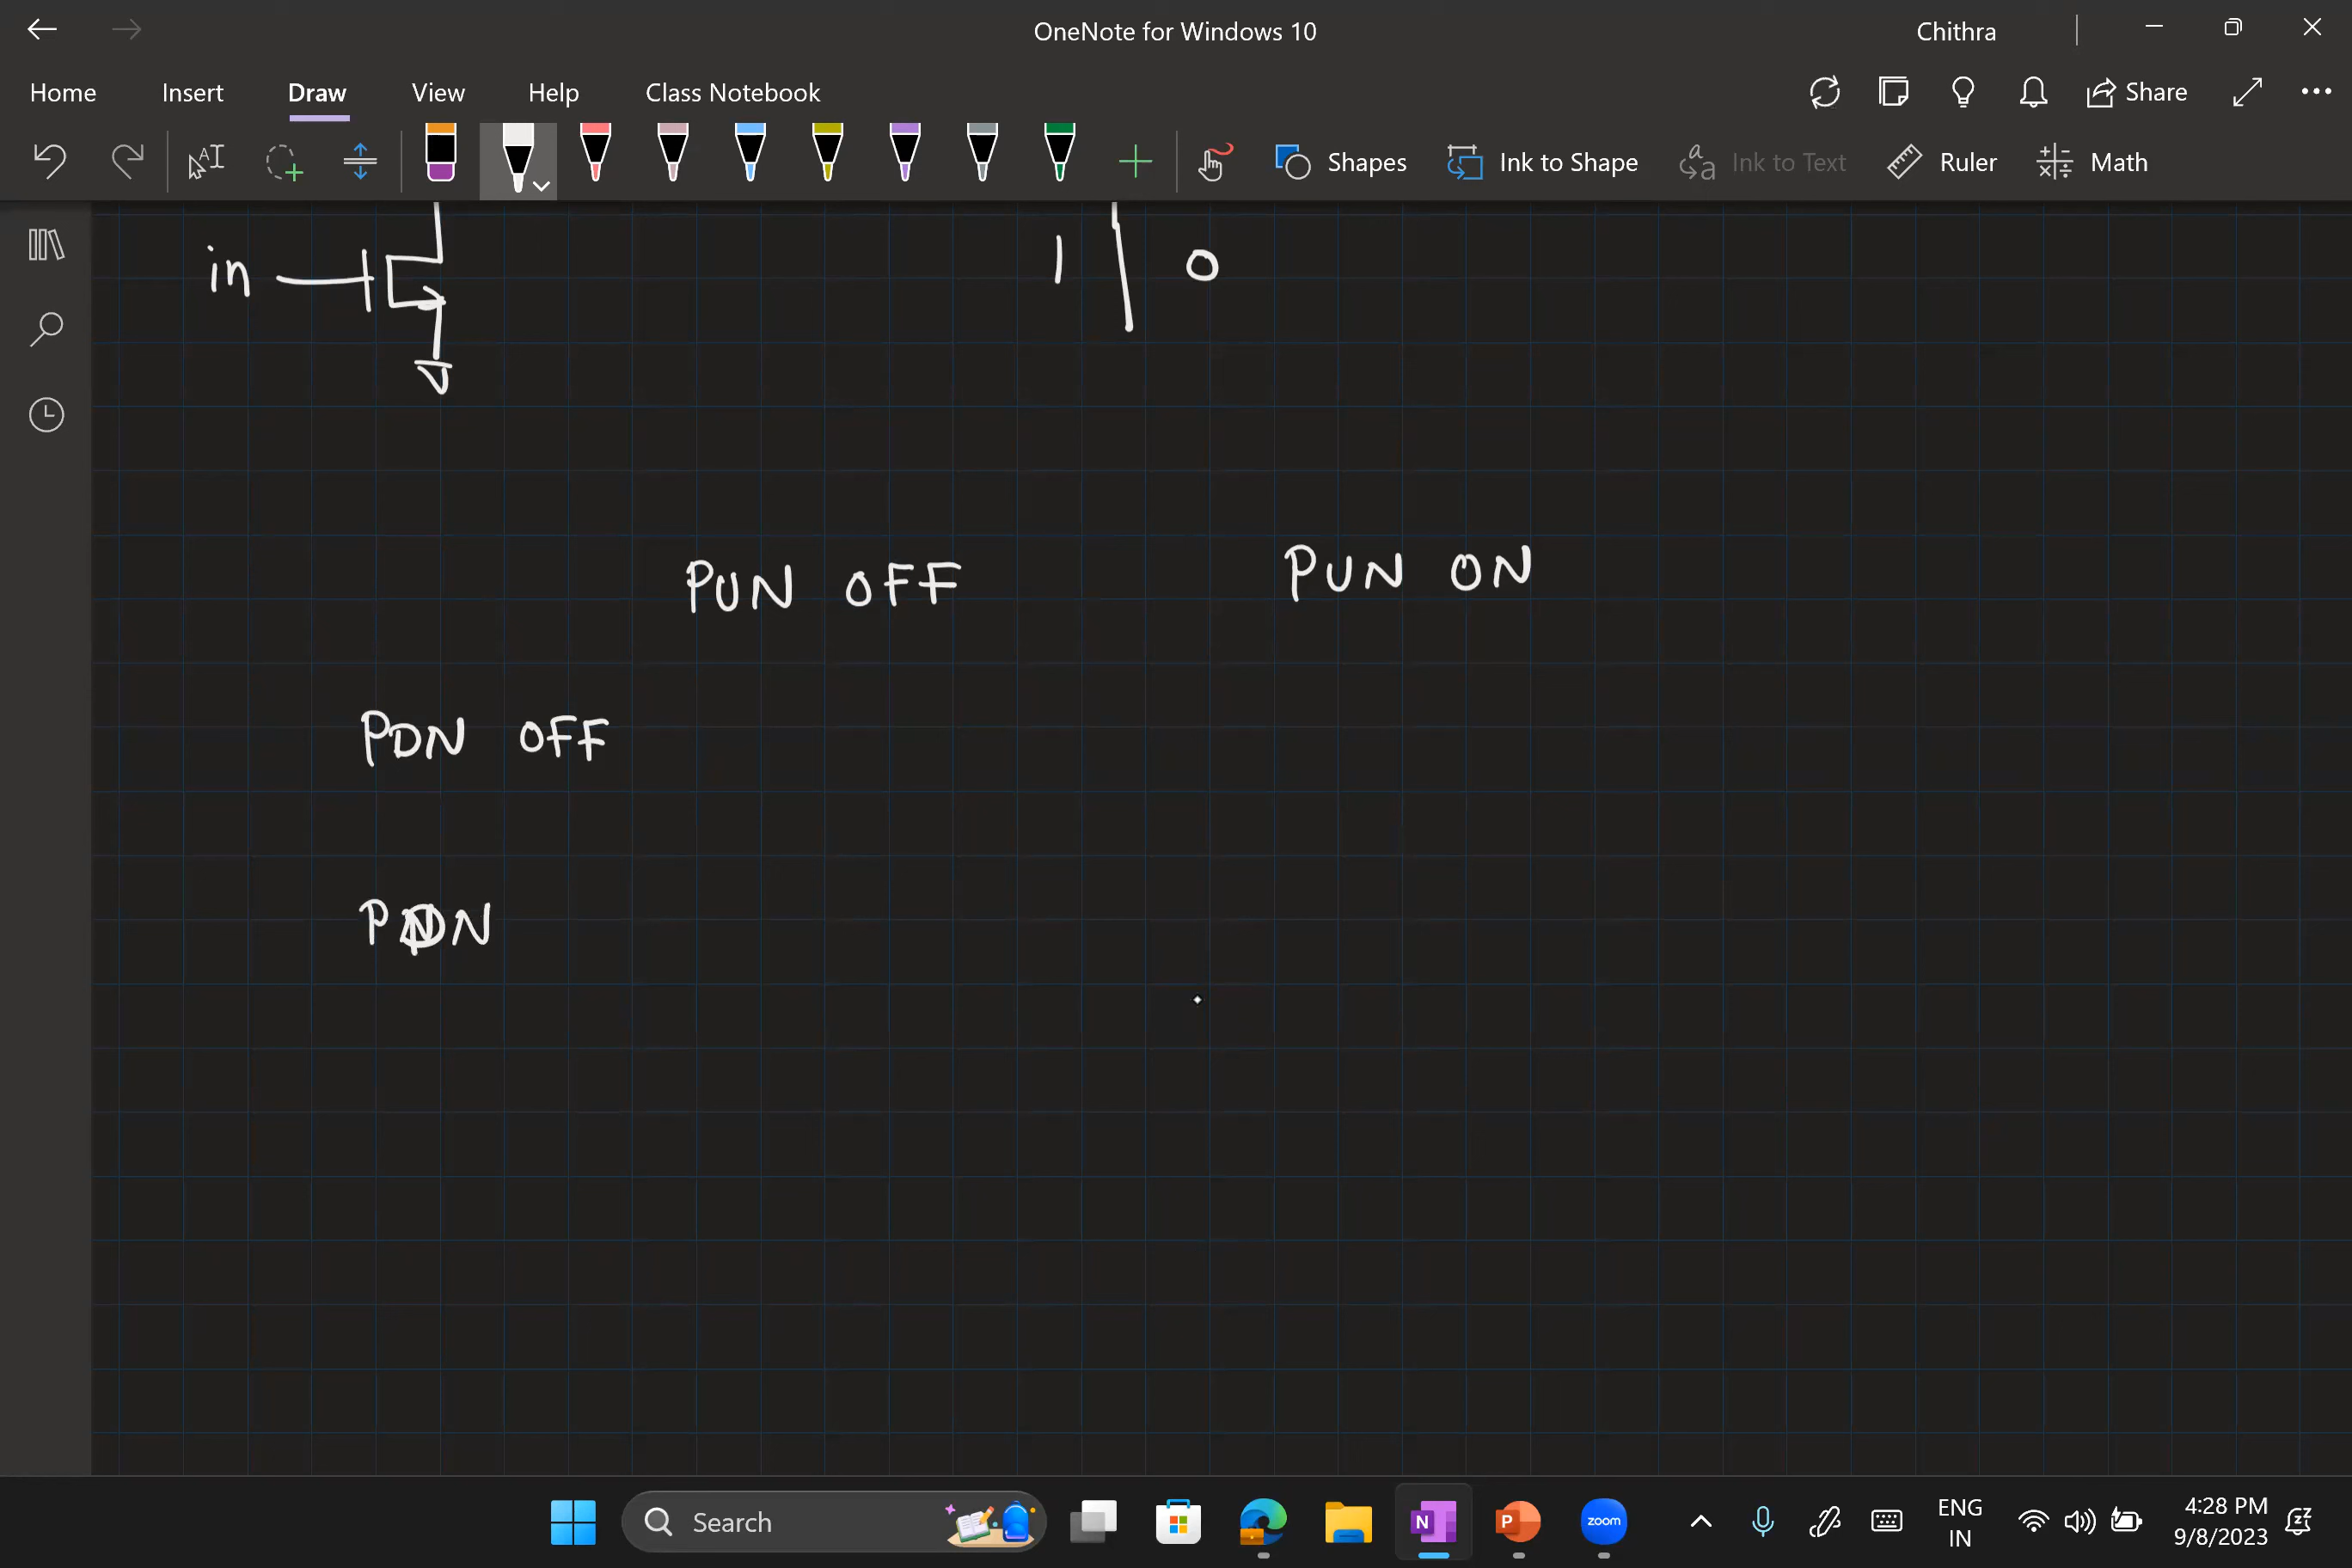 OneNote for Windows 10
Chithra
Home Insert Draw View Help Class Notebook Share
Shapes Ink to Shape Ink to Text Ruler Math
in
1 0
PUN OFF PUN ON
PDN OFF
PDN
Search
zoom
ENG
IN
4:28 PM
9/8/2023